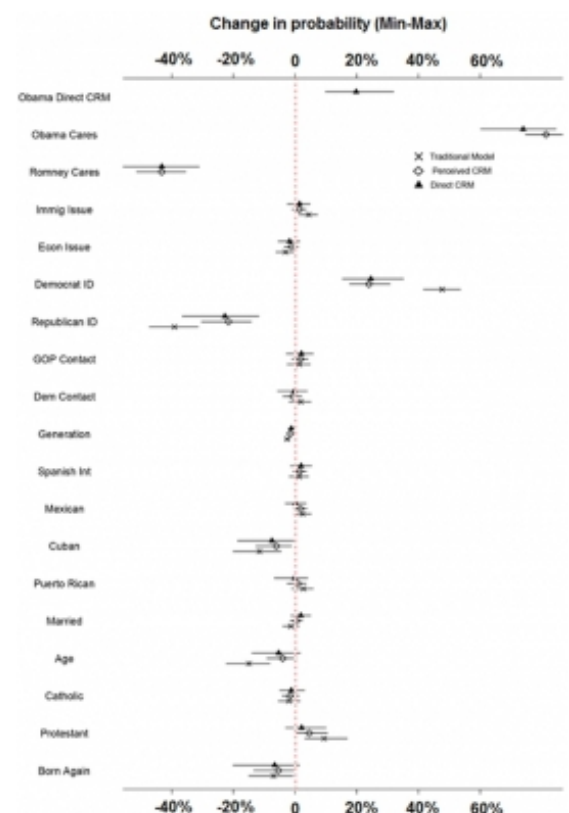 Change in probability (Min-Max)
-40% -20% 0 20% 40% 60%
Obama Direct CRM
Obama Cares
Romney Cares
Traditional Model
Perceived CRM
Direct CRM
Immig Issue
Econ Issue
Democrat ID
Republican ID
GOP Contact
Dem Contact
Generation
Spanish Int
Mexican
Cuban
Puerto Rican
Married
Age
Catholic
Protestant
Born Again
-40% -20% 0 20% 40% 60%